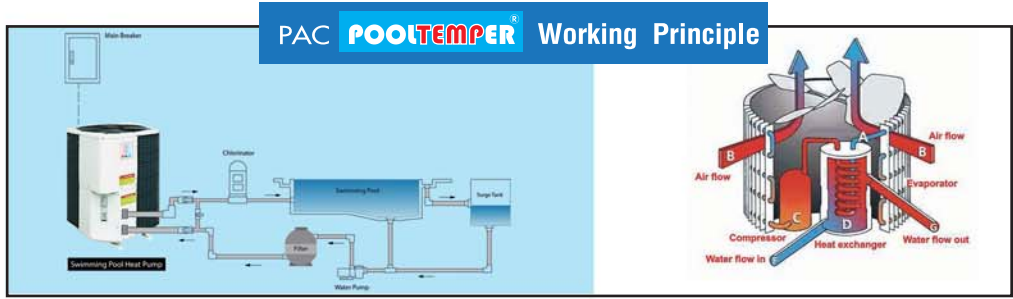 PAC POOLTEMPER® Working Principle
Main Breaker
Chlorinator
Swimming Pool
Surge Tank
Filter
Water Pump
Swimming Pool Heat Pump
A
B
Air flow
B
Air flow
Evaporator
C
D
G
Compressor
Heat exchanger
Water flow out
Water flow in